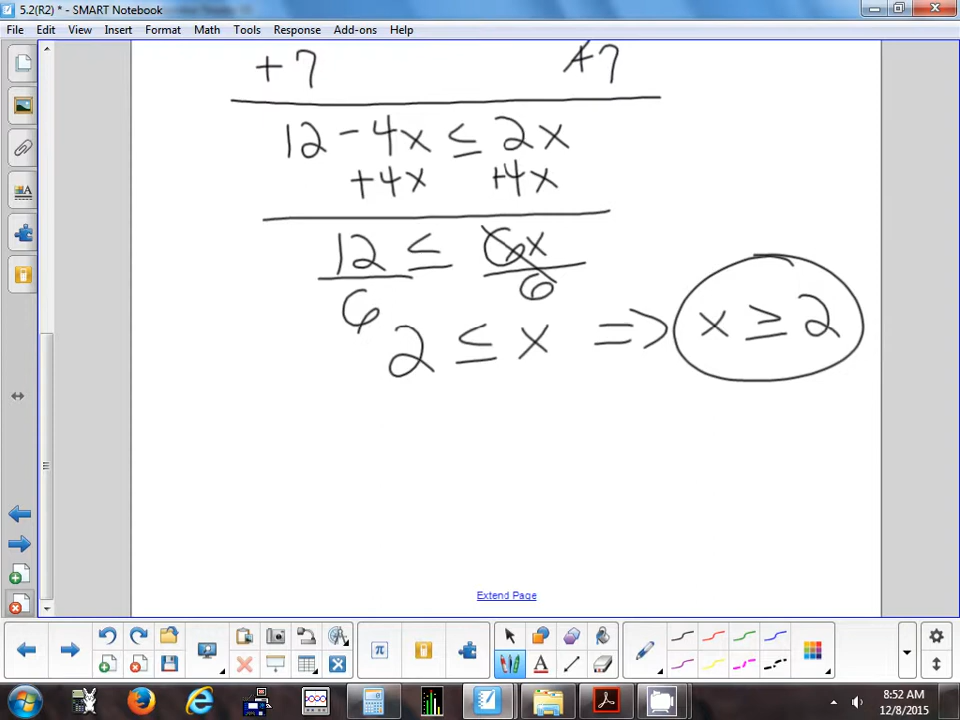 5.2(R2) * - SMART Notebook
File Edit View Insert Format Math Tools Response Add-ons Help
+7 +7
12 - 4x ≤ 2x
+4x +4x
12 ≤ 6x
6 6
2 ≤ x => x ≥ 2
Extend Page
8:52 AM
12/8/2015